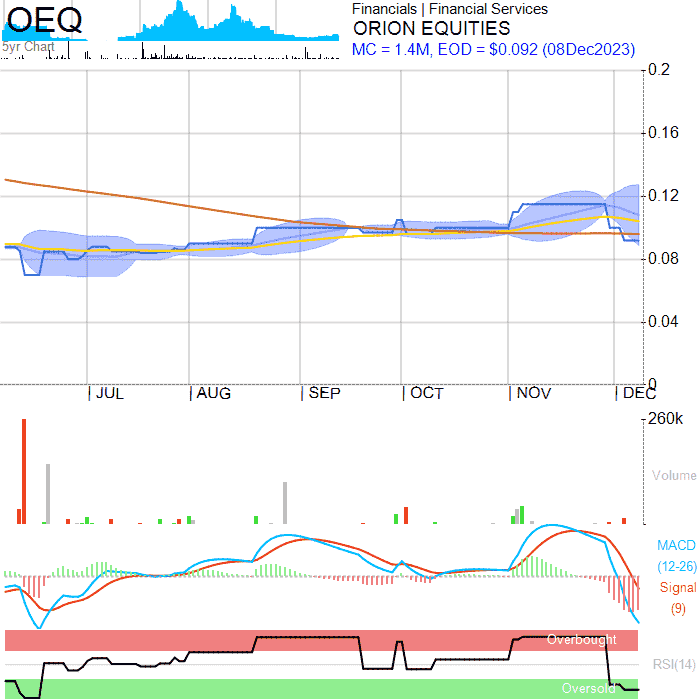 OEQ
5yr Chart
Financials | Financial Services
ORION EQUITIES
MC = 1.4M, EOD = $0.092 (08Dec2023)
0.2
0.16
0.12
0.08
0.04
0
JUL AUG SEP OCT NOV DEC
260k
Volume
MACD
(12-26)
Signal
(9)
Overbought
RSI(14)
Oversold